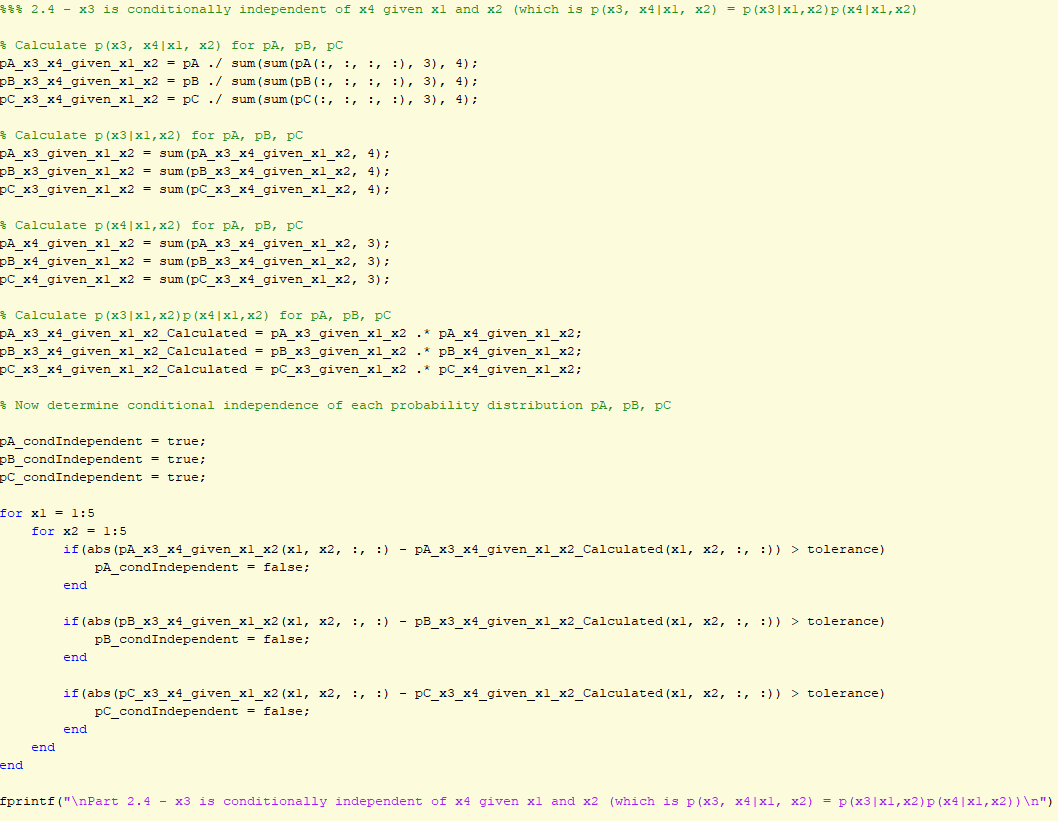 %%% 2.4 - x3 is conditionally independent of x4 given x1 and x2 (which is p(x3, x4|x1, x2) = p(x3|x1,x2)p(x4|x1,x2)
% Calculate p(x3, x4|x1, x2) for pA, pB, pC
pA_x3_x4_given_x1_x2 = pA ./ sum(sum(pA(:, :, :, :), 3), 4);
pB_x3_x4_given_x1_x2 = pB ./ sum(sum(pB(:, :, :, :), 3), 4);
pC_x3_x4_given_x1_x2 = pC ./ sum(sum(pC(:, :, :, :), 3), 4);
% Calculate p(x3|x1,x2) for pA, pB, pC
pA_x3_given_x1_x2 = sum(pA_x3_x4_given_x1_x2, 4);
pB_x3_given_x1_x2 = sum(pB_x3_x4_given_x1_x2, 4);
pC_x3_given_x1_x2 = sum(pC_x3_x4_given_x1_x2, 4);
% Calculate p(x4|x1,x2) for pA, pB, pC
pA_x4_given_x1_x2 = sum(pA_x3_x4_given_x1_x2, 3);
pB_x4_given_x1_x2 = sum(pB_x3_x4_given_x1_x2, 3);
pC_x4_given_x1_x2 = sum(pC_x3_x4_given_x1_x2, 3);
% Calculate p(x3|x1,x2)p(x4|x1,x2) for pA, pB, pC
pA_x3_x4_given_x1_x2_Calculated = pA_x3_given_x1_x2 .* pA_x4_given_x1_x2;
pB_x3_x4_given_x1_x2_Calculated = pB_x3_given_x1_x2 .* pB_x4_given_x1_x2;
pC_x3_x4_given_x1_x2_Calculated = pC_x3_given_x1_x2 .* pC_x4_given_x1_x2;
% Now determine conditional independence of each probability distribution pA, pB, pC
pA_condIndependent = true;
pB_condIndependent = true;
pC_condIndependent = true;
for x1 = 1:5
    for x2 = 1:5
        if(abs(pA_x3_x4_given_x1_x2(x1, x2, :, :) - pA_x3_x4_given_x1_x2_Calculated(x1, x2, :, :)) > tolerance)
            pA_condIndependent = false;
        end
        if(abs(pB_x3_x4_given_x1_x2(x1, x2, :, :) - pB_x3_x4_given_x1_x2_Calculated(x1, x2, :, :)) > tolerance)
            pB_condIndependent = false;
        end
        if(abs(pC_x3_x4_given_x1_x2(x1, x2, :, :) - pC_x3_x4_given_x1_x2_Calculated(x1, x2, :, :)) > tolerance)
            pC_condIndependent = false;
        end
    end
end
fprintf("\nPart 2.4 - x3 is conditionally independent of x4 given x1 and x2 (which is p(x3, x4|x1, x2) = p(x3|x1,x2)p(x4|x1,x2))\n")